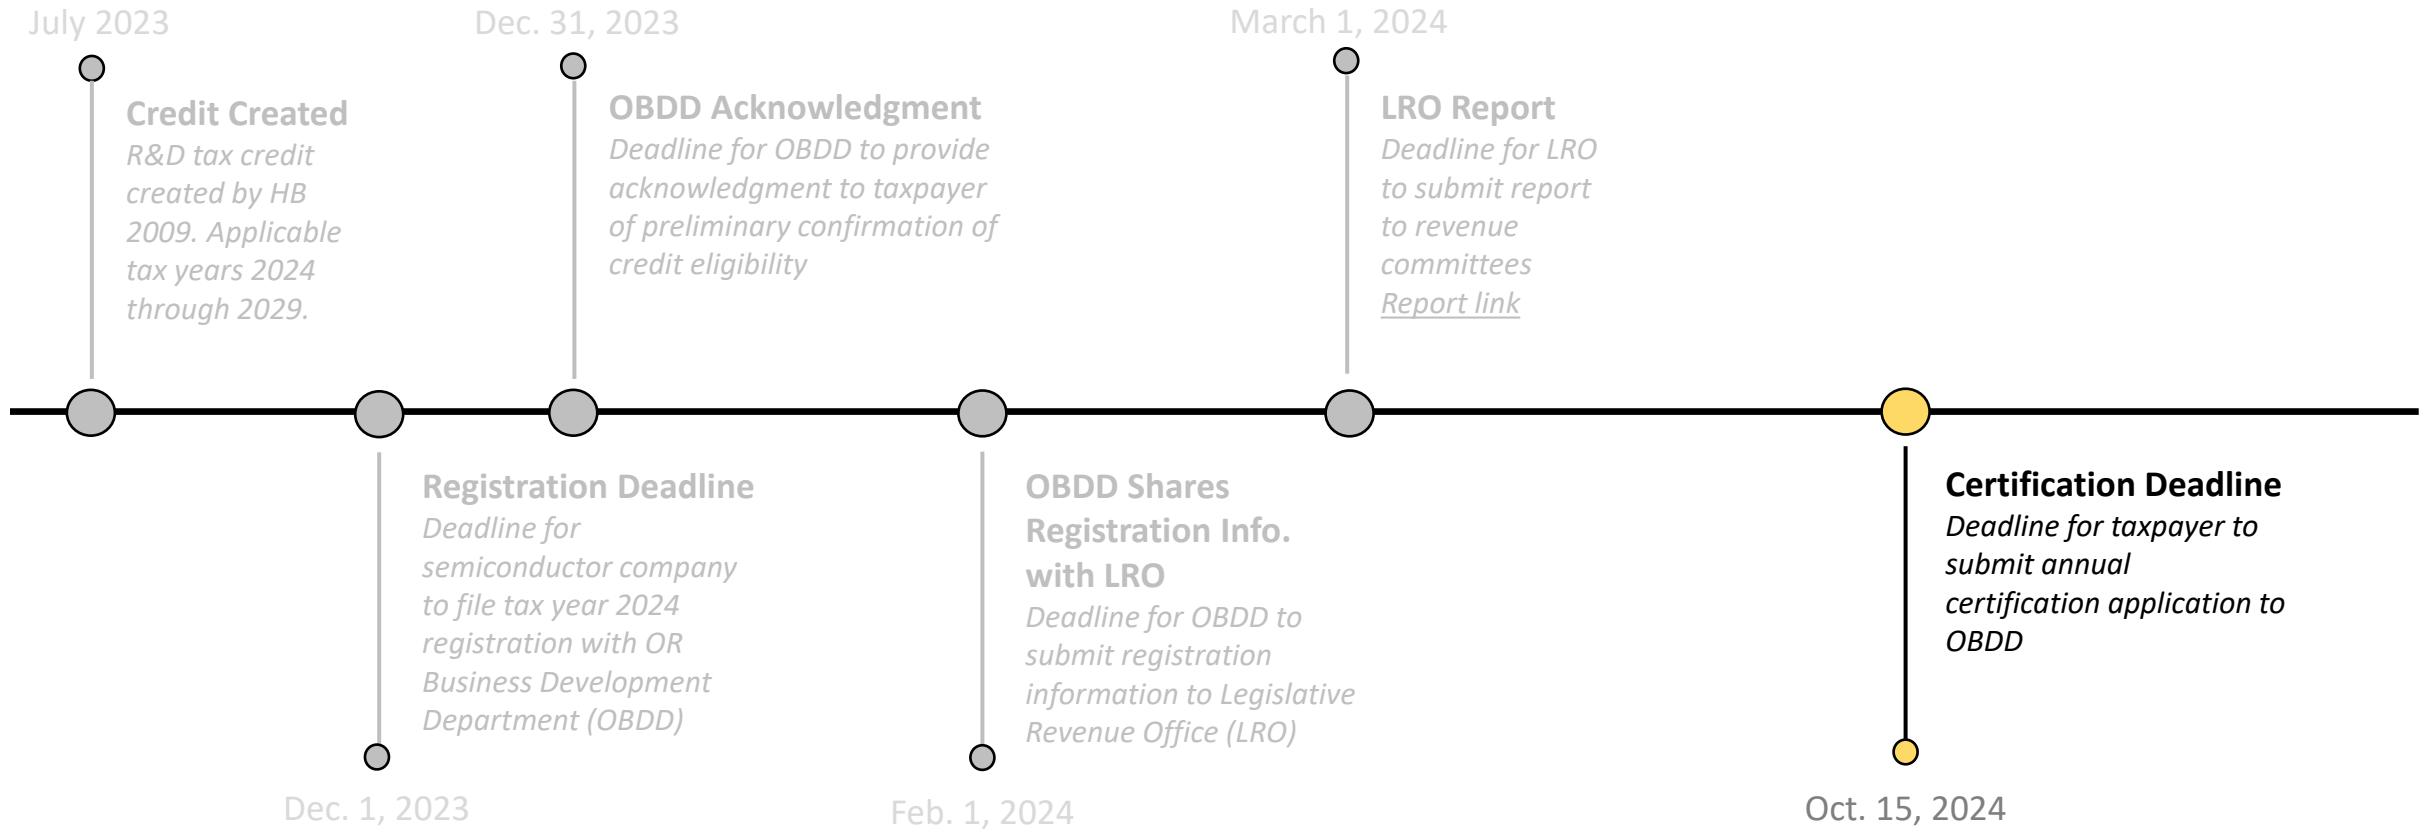 July 2023
Credit Created
R&D tax credit
created by HB
2009. Applicable
tax years 2024
through 2029.
Dec. 31, 2023
OBDD Acknowledgment
Deadline for OBDD to provide
acknowledgment to taxpayer
of preliminary confirmation of
credit eligibility
March 1, 2024
LRO Report
Deadline for LRO
to submit report
to revenue
committees
Report link
Registration Deadline
Deadline for
semiconductor company
to file tax year 2024
registration with OR
Business Development
Department (OBDD)
Dec. 1, 2023
OBDD Shares
Registration Info.
with LRO
Deadline for OBDD to
submit registration
information to Legislative
Revenue Office (LRO)
Feb. 1, 2024
Certification Deadline
Deadline for taxpayer to
submit annual
certification application to
OBDD
Oct. 15, 2024